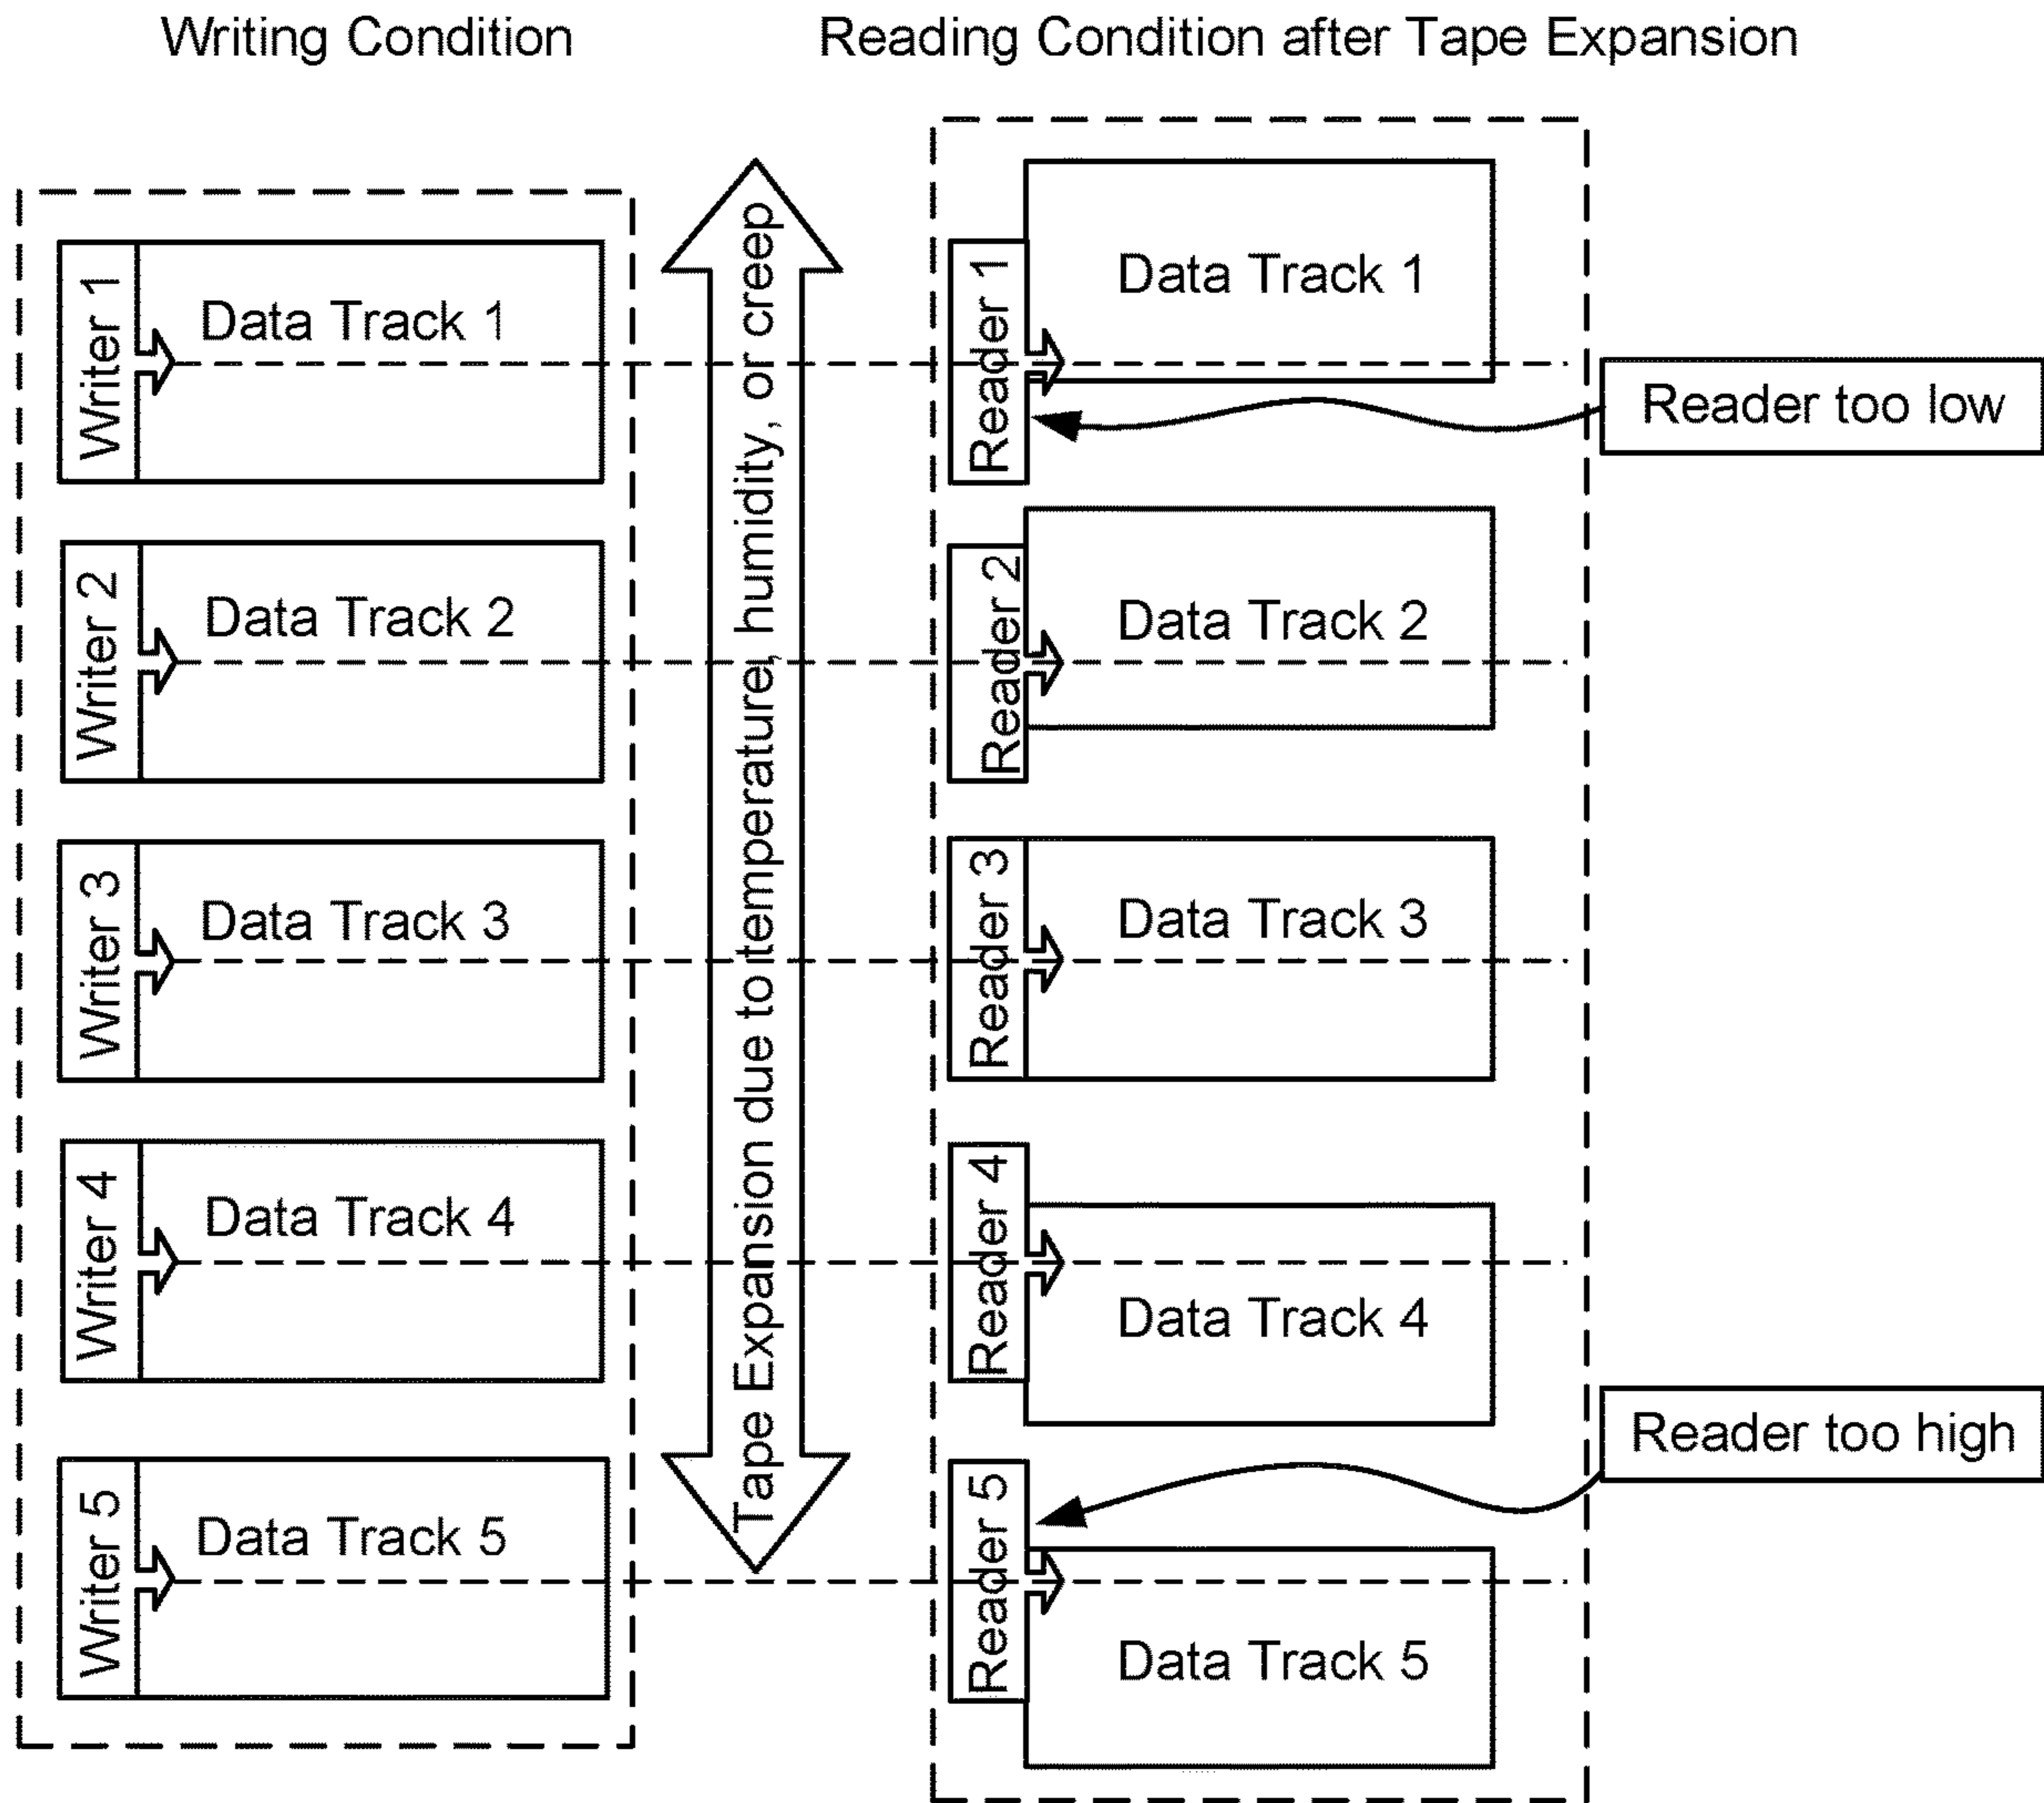 Writing Condition
Reading Condition after Tape Expansion
Writer 1
Data Track 1
Writer 2
Data Track 2
Writer 3
Data Track 3
Writer 4
Data Track 4
Writer 5
Data Track 5
Tape Expansion due to temperature, humidity, or creep
Reader 1
Data Track 1
Reader too low
Reader 2
Data Track 2
Reader 3
Data Track 3
Reader 4
Data Track 4
Reader too high
Reader 5
Data Track 5